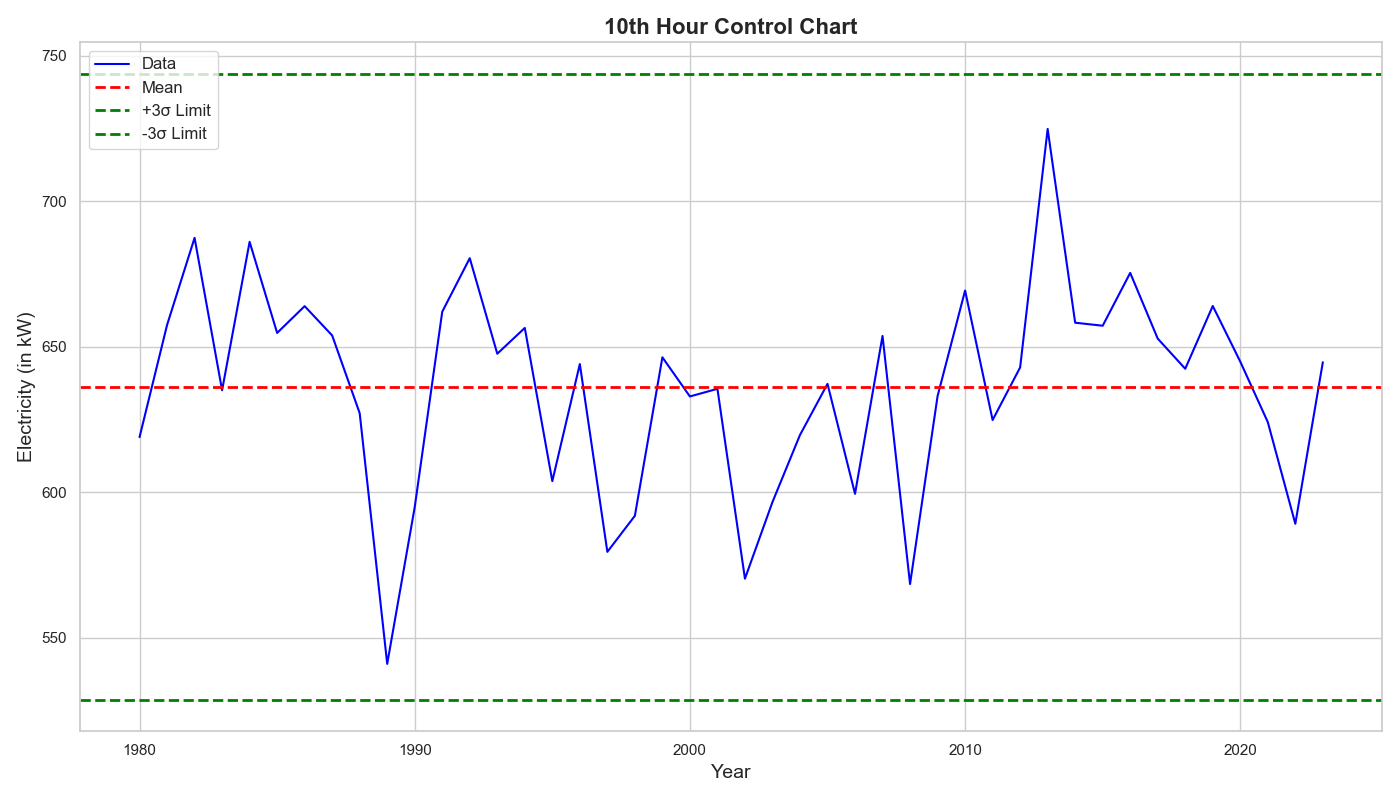 10th Hour Control Chart
750
700
650
600
550
Electricity (in kW)
Data
Mean
+3σ Limit
-3σ Limit
1980
1990
2000
2010
2020
Year